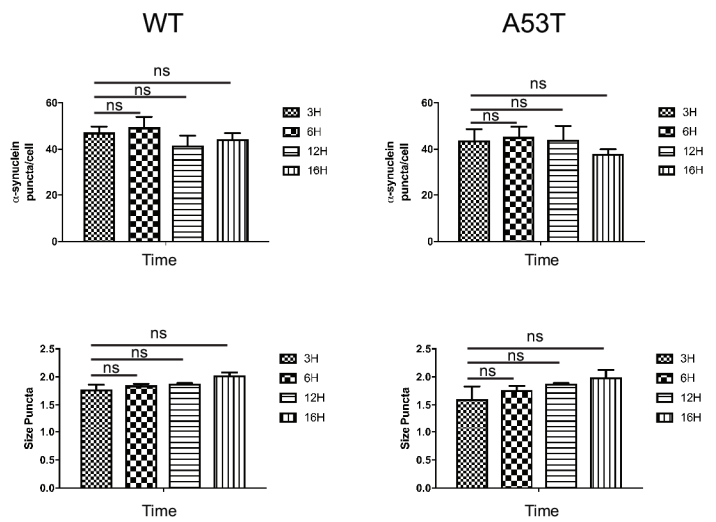 WT
A53T
ns
ns
ns
60
40
20
0
α-synuclein
puncta/cell
Time
3H
6H
12H
16H
ns
ns
ns
60
40
20
0
α-synuclein
puncta/cell
Time
3H
6H
12H
16H
ns
ns
ns
2.5
2.0
1.5
1.0
0.5
0.0
Size Puncta
Time
3H
6H
12H
16H
ns
ns
ns
2.5
2.0
1.5
1.0
0.5
0.0
Size Puncta
Time
3H
6H
12H
16H